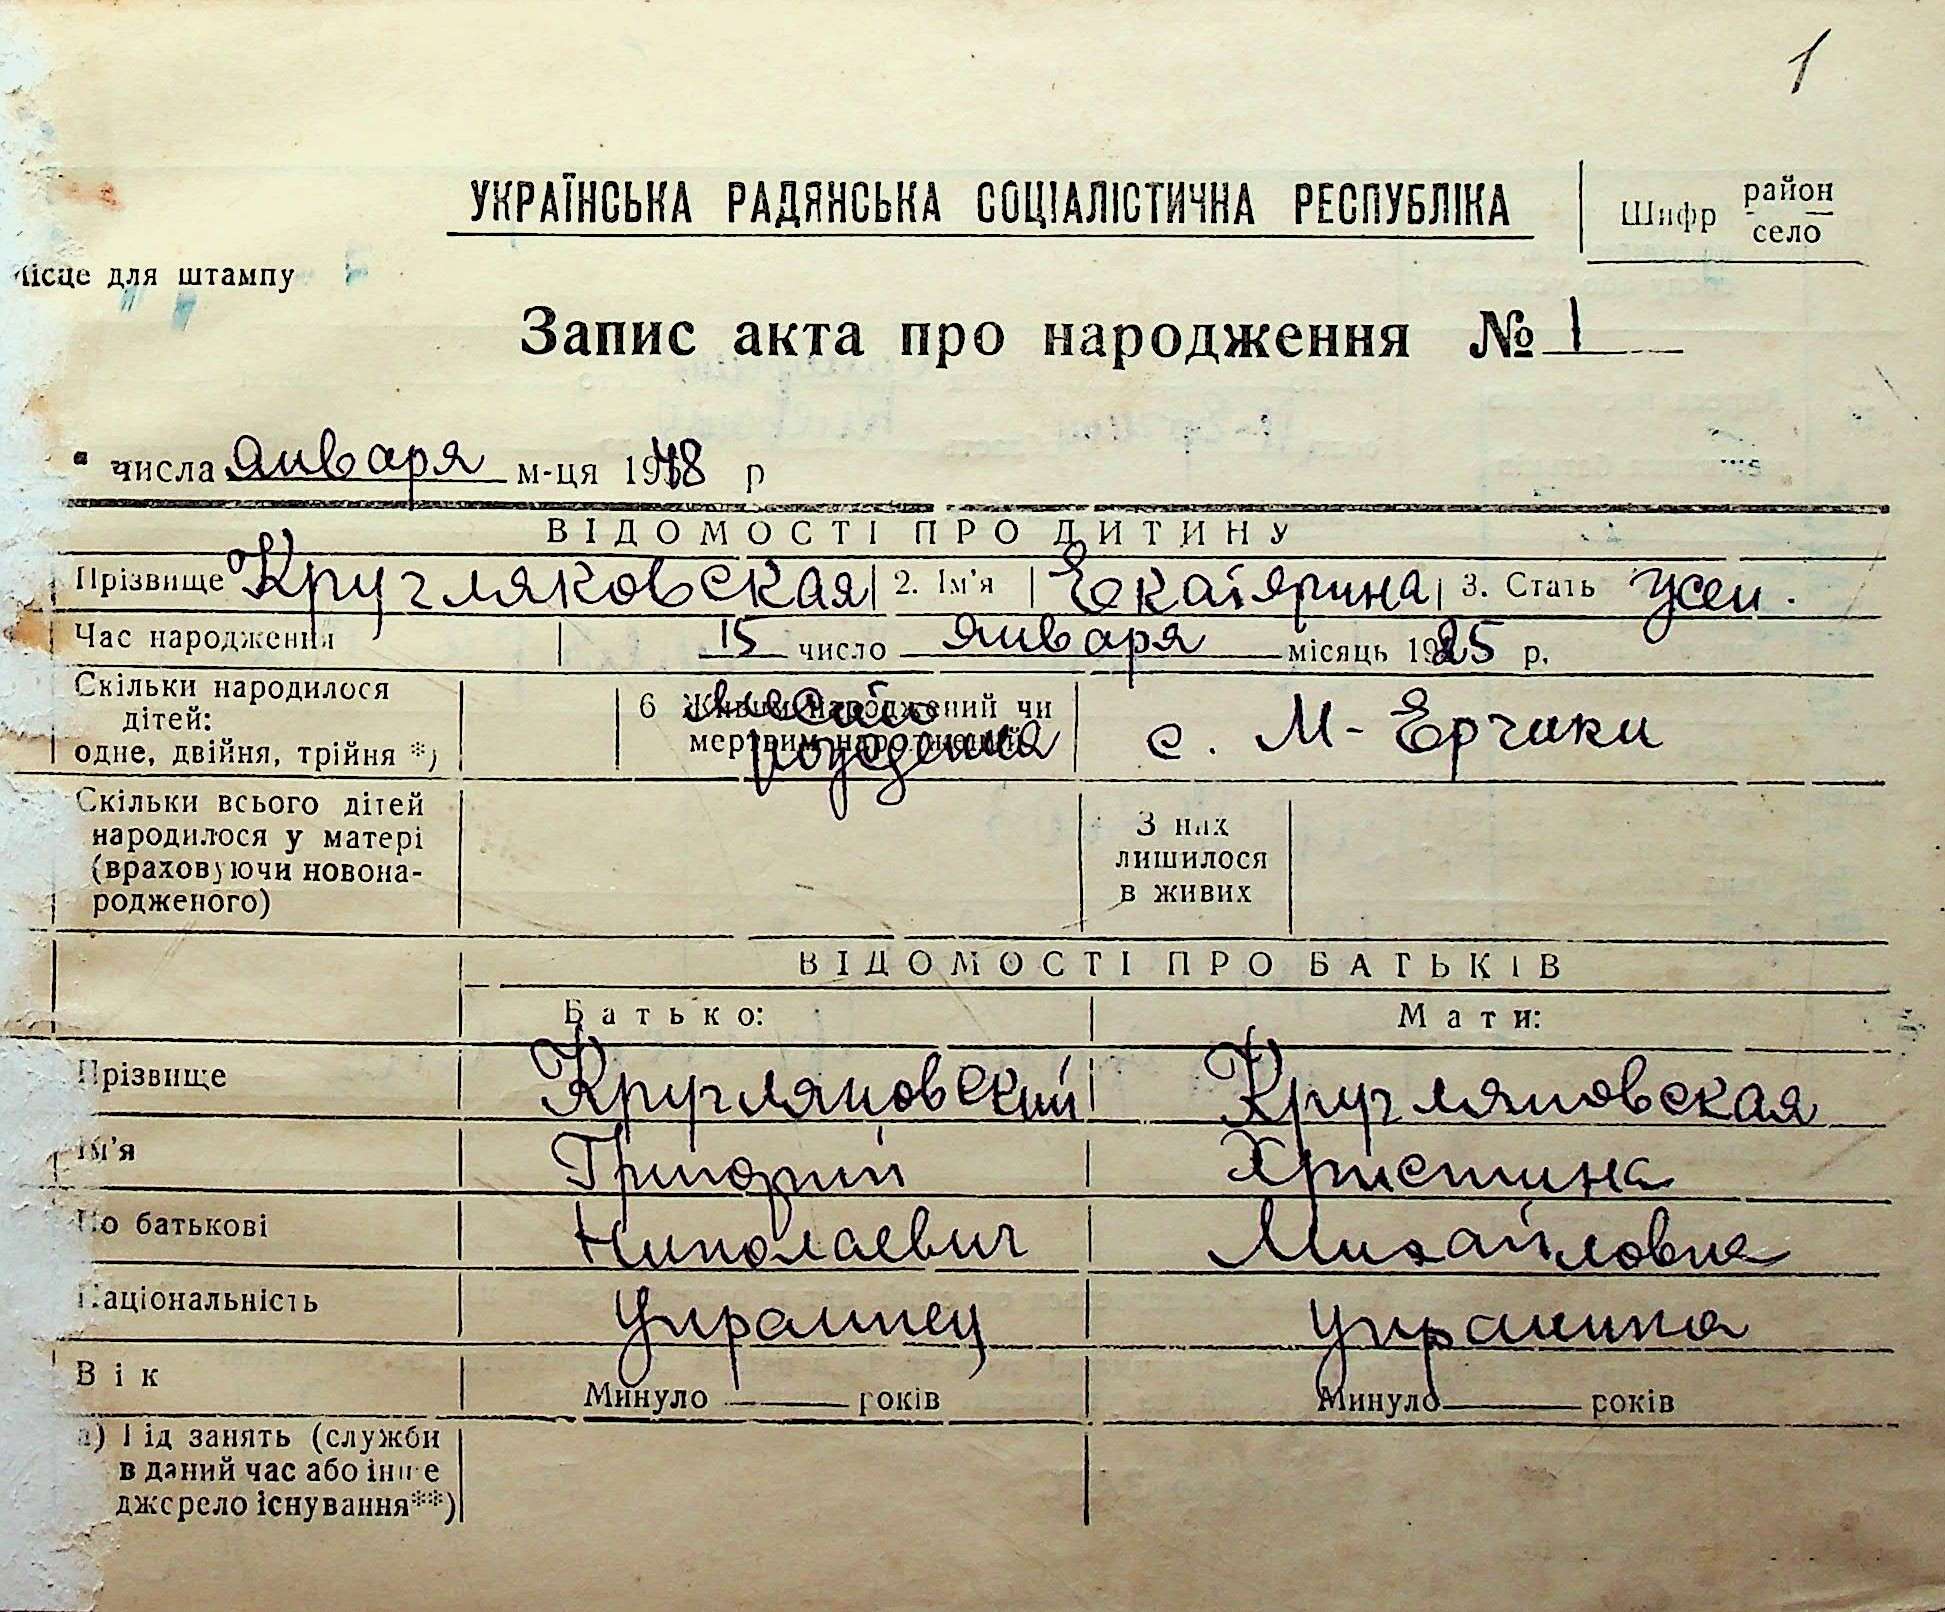 1
УКРАЇНСЬКА РАДЯНСЬКА СОЦІАЛІСТИЧНА РЕСПУБЛІКА
Шифр район
село
місце для штампу
Запис акта про народження № 1
" числа января м-ця 1948 р
ВІДОМОСТІ ПРО ДИТИНУ
Прізвище Кругляковская 2. Ім'я Екатярина 3. Стать жен.
Час народження 15 число января місяць 1925 р.
Скільки народилося дітей: одне, двійня, трійня *)
6 Живим народжений чи мертвим народжений
место рождения
с. М-Ерчики
Скільки всього дітей народилося у матері (враховуючи новонародженого)
З них лишилося в живих
ВІДОМОСТІ ПРО БАТЬКІВ
Батько: Мати:
Прізвище Кругляковский Кругляковская
Ім'я Григорий Христина
По батькові Николаевич Михайловна
Національність украинец украинка
Вік Минуло років Минуло років
а) Рід занять (служби
в даний час або інше
джерело існування**)